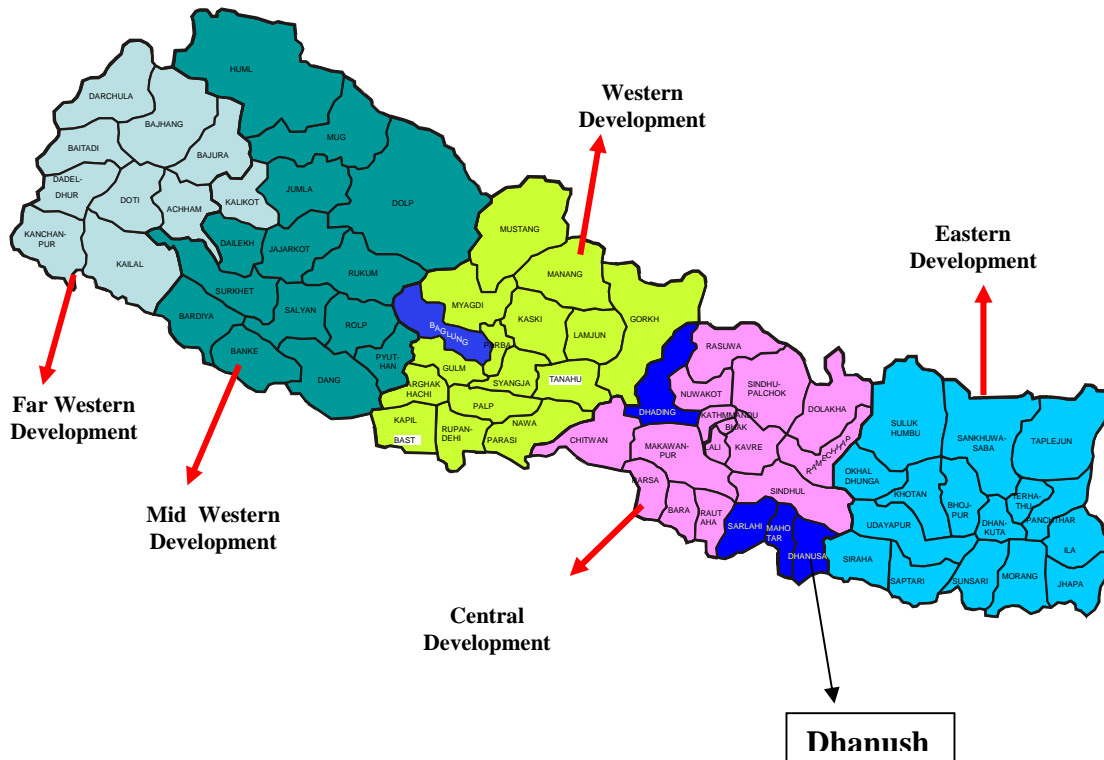 Western
Development
Eastern
Development
Far Western
Development
Mid Western
Development
Central
Development
Dhanush
DARCHULA
BAJHANG
BAITADI
BAJURA
DADEL-
DHUR
DOTI
ACHHAM
KALIKOT
KANCHAN-
PUR
KAILAL
HUML
MUG
JUMLA
DOLP
DAILEKH
JAJARKOT
RUKUM
SURKHET
SALYAN
BARDIYA
ROLP
BANKE
PYUT-
HAN
DANG
MUSTANG
MANANG
MYAGDI
KASKI
LAMJUN
GORKH
BAGLUNG
PARBA
GULM
SYANGJA
TANAHU
ARGHAK
HACHI
PALP
KAPIL
BAST
RUPAN-
DEHI
NAWA
PARASI
RASUWA
SINDHU-
PALCHOK
NUWAKOT
DOLAKHA
DHADING
KATHMMANDU
BHAK
LALI
KAVRE
RAMECHHAP
CHITWAN
MAKAWAN-
PUR
PARSA
BARA
RAUT
AHA
SINDHUL
SARLAHI
MAHO
TAR
DHANUSA
SULUK
HUMBU
SANKHUWA-
SABA
TAPLEJUN
OKHAL
DHUNGA
KHOTAN
BHOJ-
PUR
TERHA-
THU
DHAN-
KUTA
PANCHTHAR
UDAYAPUR
ILA
SIRAHA
SAPTARI
SUNSARI
MORANG
JHAPA